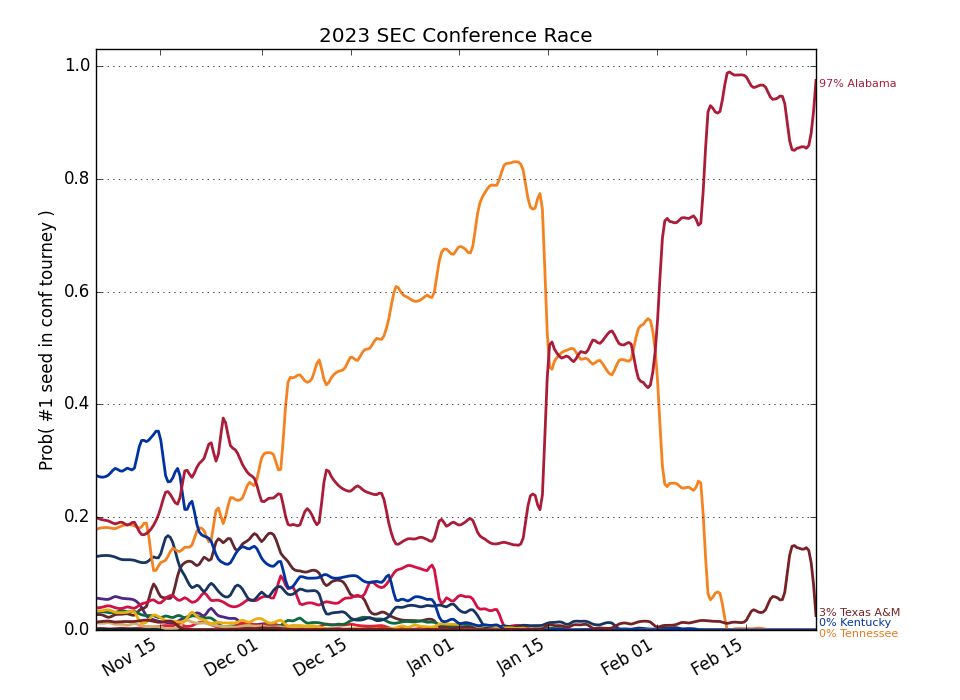 2023 SEC Conference Race
Prob( #1 seed in conf tourney )
1.0
0.8
0.6
0.4
0.2
0.0
Nov 15
Dec 01
Dec 15
Jan 01
Jan 15
Feb 01
Feb 15
97% Alabama
3% Texas A&M
0% Kentucky
0% Tennessee